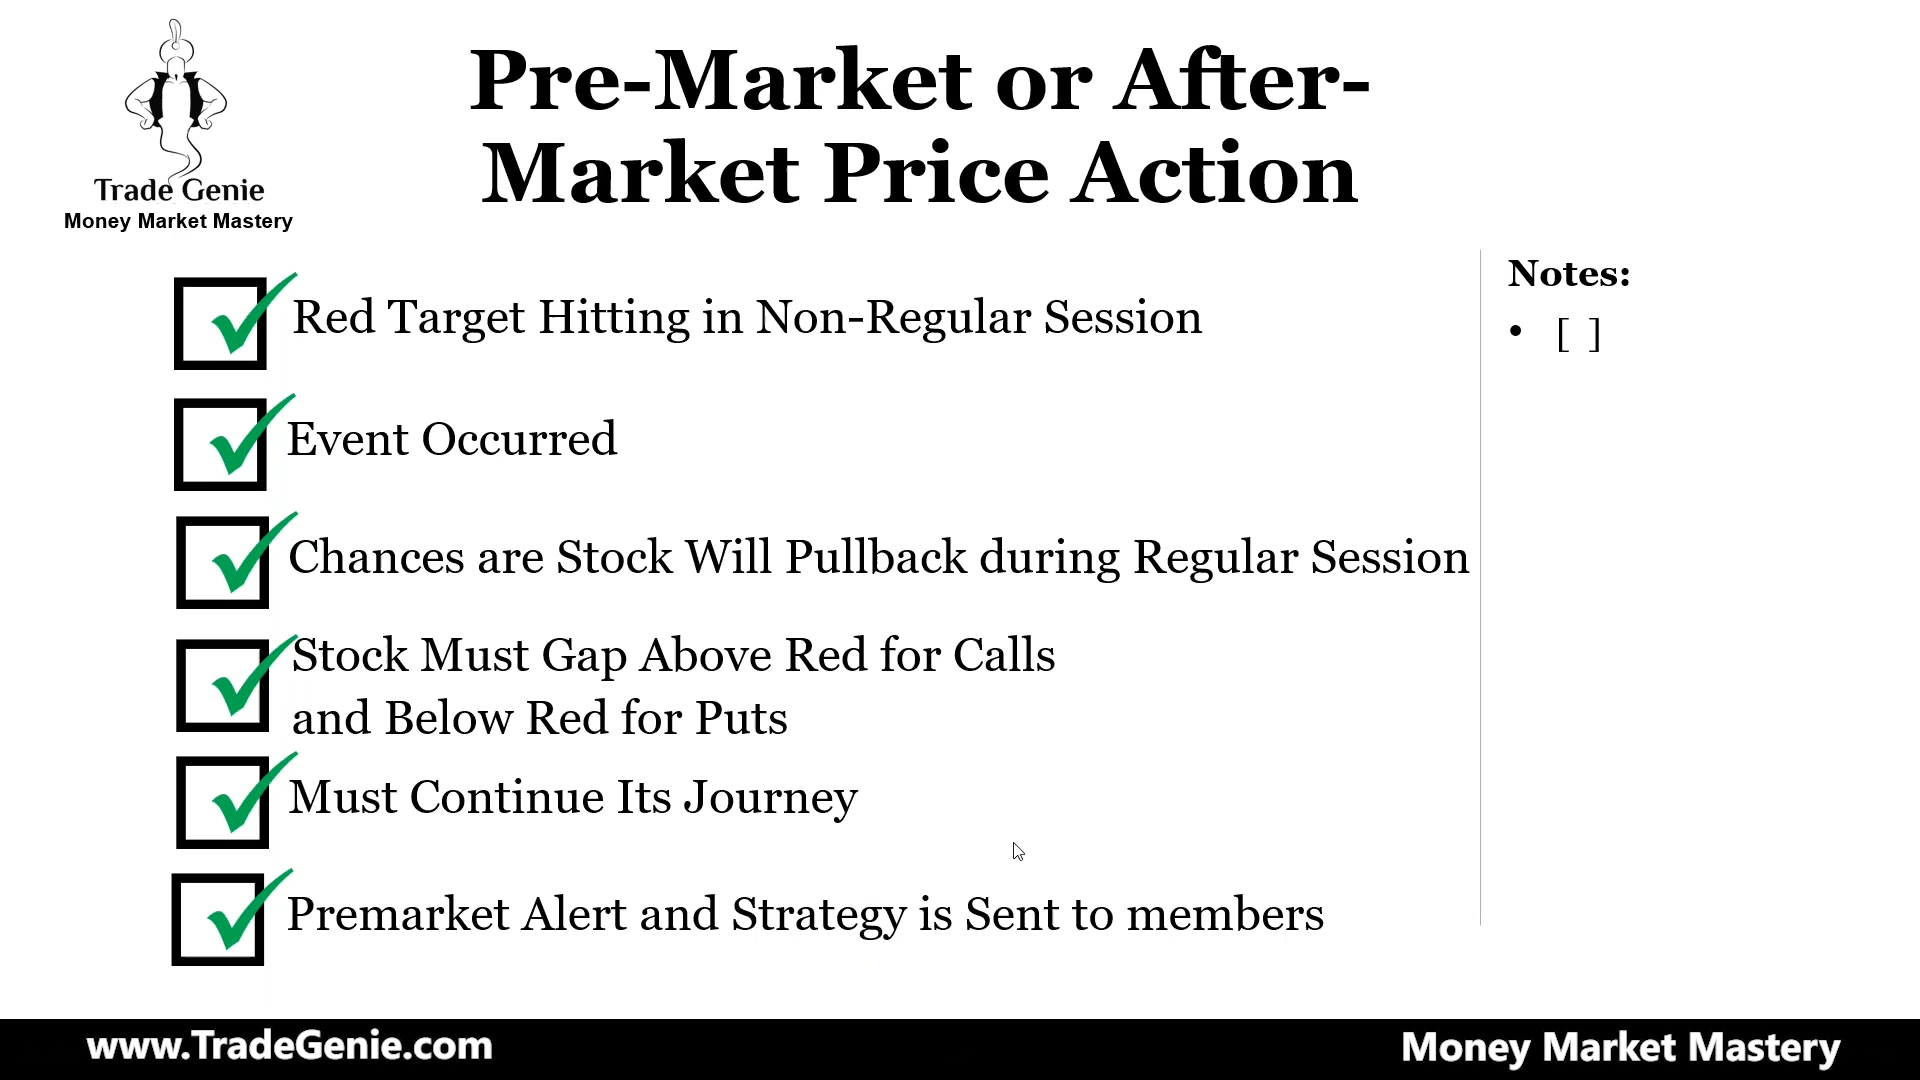 Trade Genie
Money Market Mastery
Pre-Market or After-
Market Price Action
Red Target Hitting in Non-Regular Session
Event Occurred
Chances are Stock Will Pullback during Regular Session
Stock Must Gap Above Red for Calls
and Below Red for Puts
Must Continue Its Journey
Premarket Alert and Strategy is Sent to members
Notes:
• [ ]
www.TradeGenie.com
Money Market Mastery